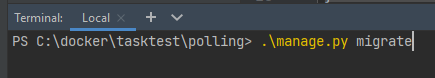 Terminal: Local × + ∨
PS C:\docker\tasktest\polling> .\manage.py migrate